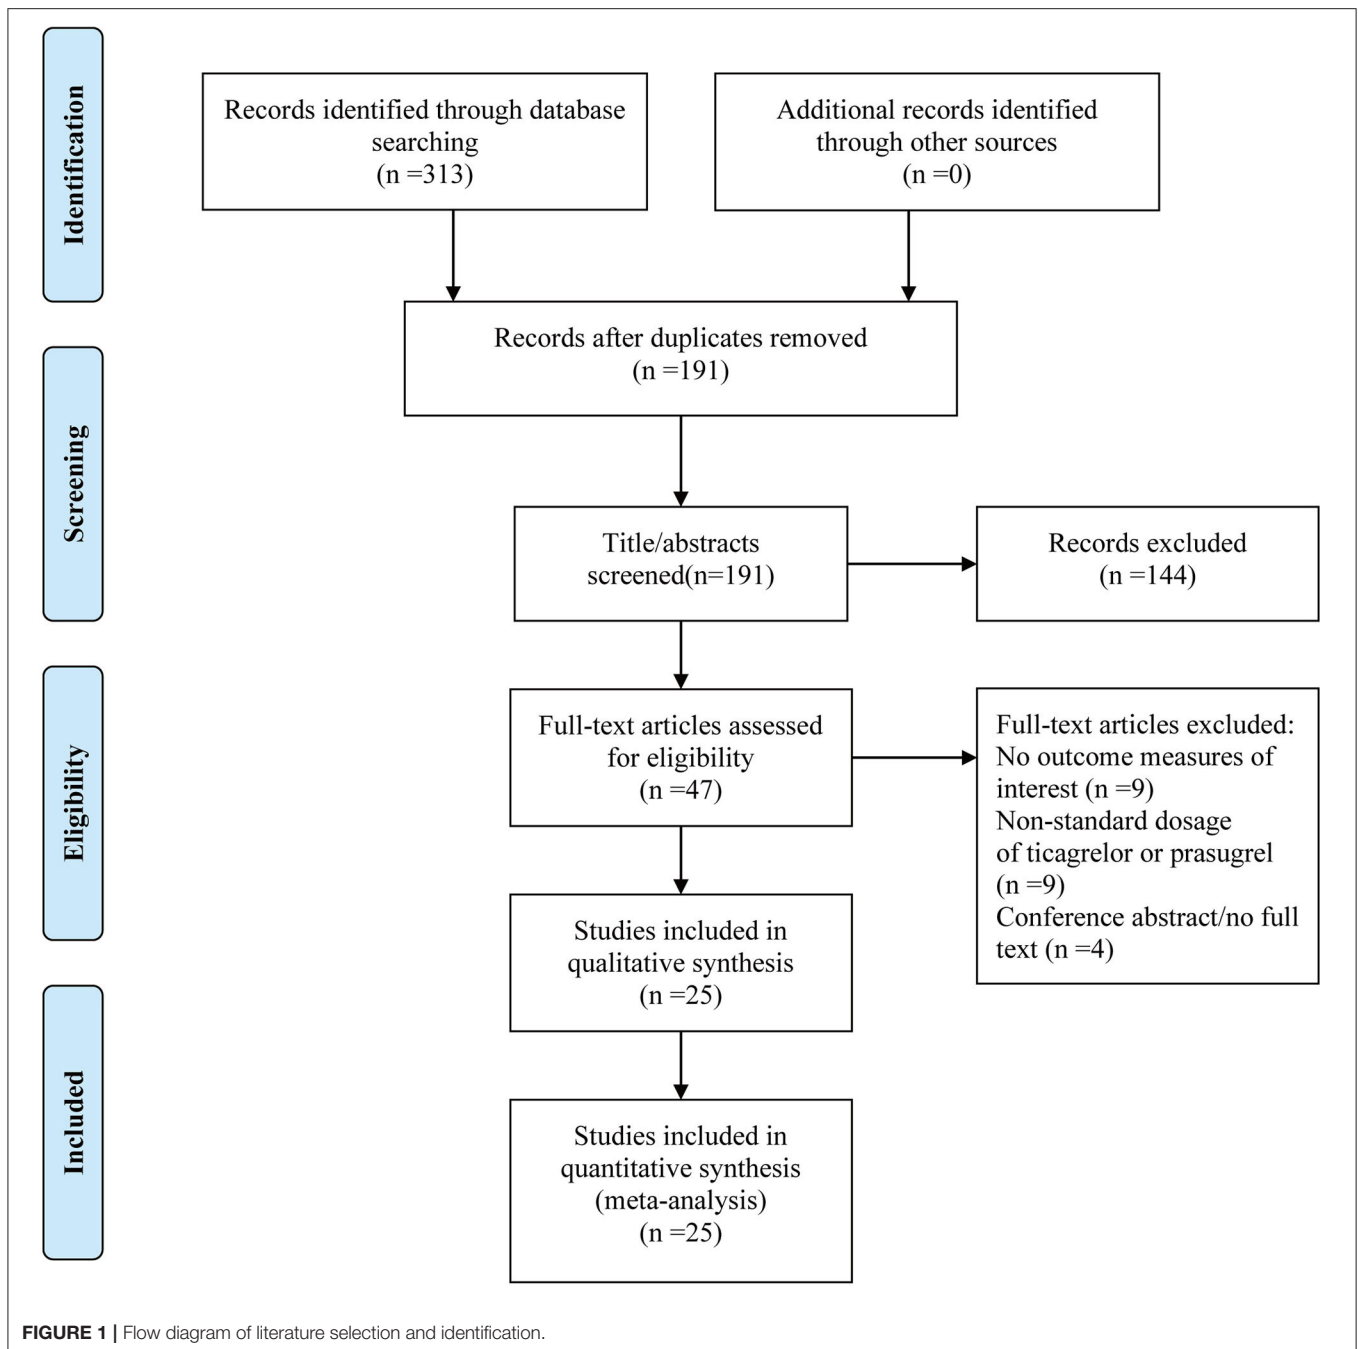 Identification
Records identified through database
searching
(n =313)
Additional records identified
through other sources
(n =0)
Records after duplicates removed
(n =191)
Screening
Title/abstracts
screened(n=191)
Records excluded
(n =144)
Eligibility
Full-text articles assessed
for eligibility
(n =47)
Full-text articles excluded:
No outcome measures of
interest (n =9)
Non-standard dosage
of ticagrelor or prasugrel
(n =9)
Conference abstract/no full
text (n =4)
Studies included in
qualitative synthesis
(n =25)
Included
Studies included in
quantitative synthesis
(meta-analysis)
(n =25)
FIGURE 1 | Flow diagram of literature selection and identification.